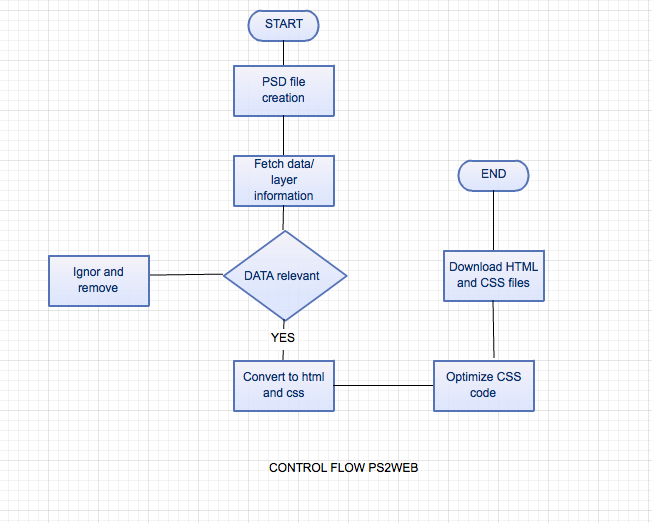 START
PSD file
creation
Fetch data/
layer
information
END
Ignor and
remove
DATA relevant
Download HTML
and CSS files
YES
Convert to html
and css
Optimize CSS
code
CONTROL FLOW PS2WEB